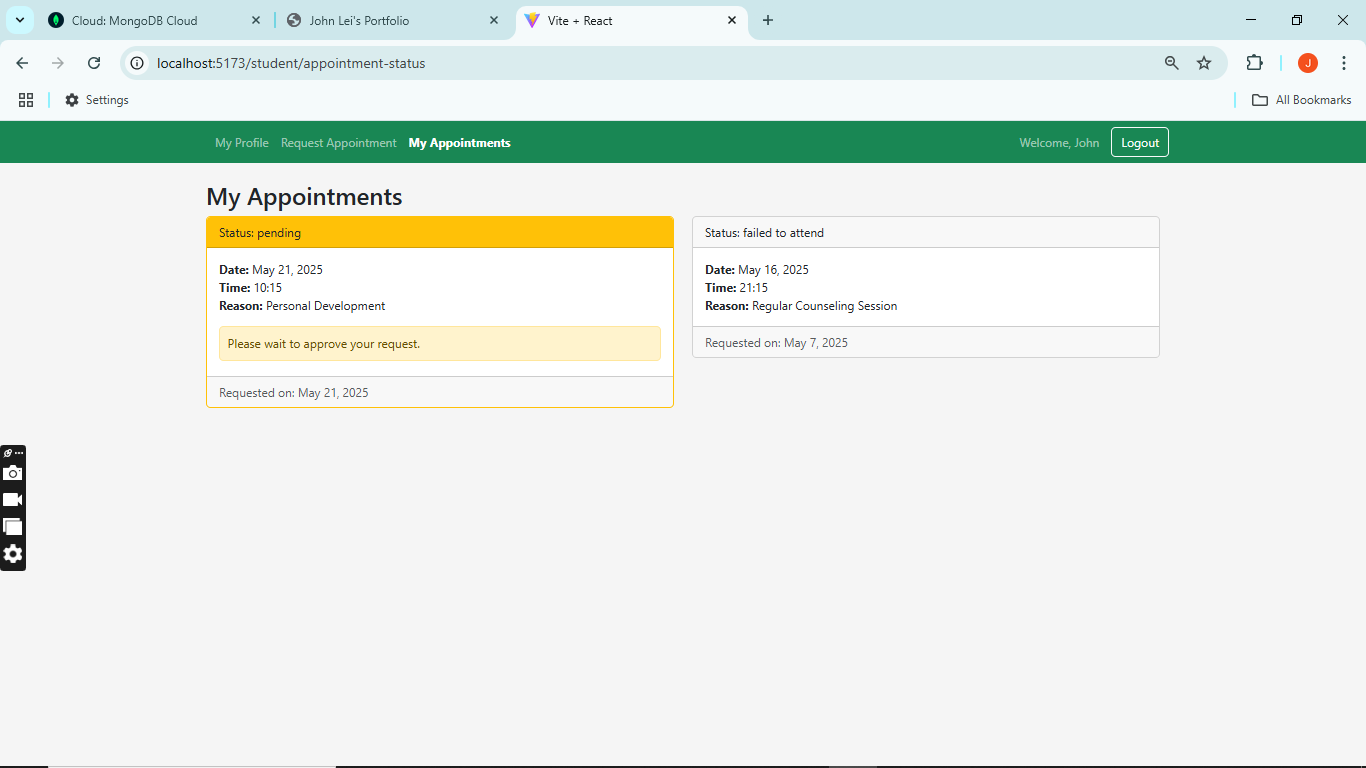 Cloud: MongoDB Cloud
John Lei's Portfolio
Vite + React
localhost:5173/student/appointment-status
J
Settings
All Bookmarks
My Profile Request Appointment My Appointments Welcome, John Logout
My Appointments
Status: pending
Date: May 21, 2025
Time: 10:15
Reason: Personal Development
Please wait to approve your request.
Requested on: May 21, 2025
Status: failed to attend
Date: May 16, 2025
Time: 21:15
Reason: Regular Counseling Session
Requested on: May 7, 2025